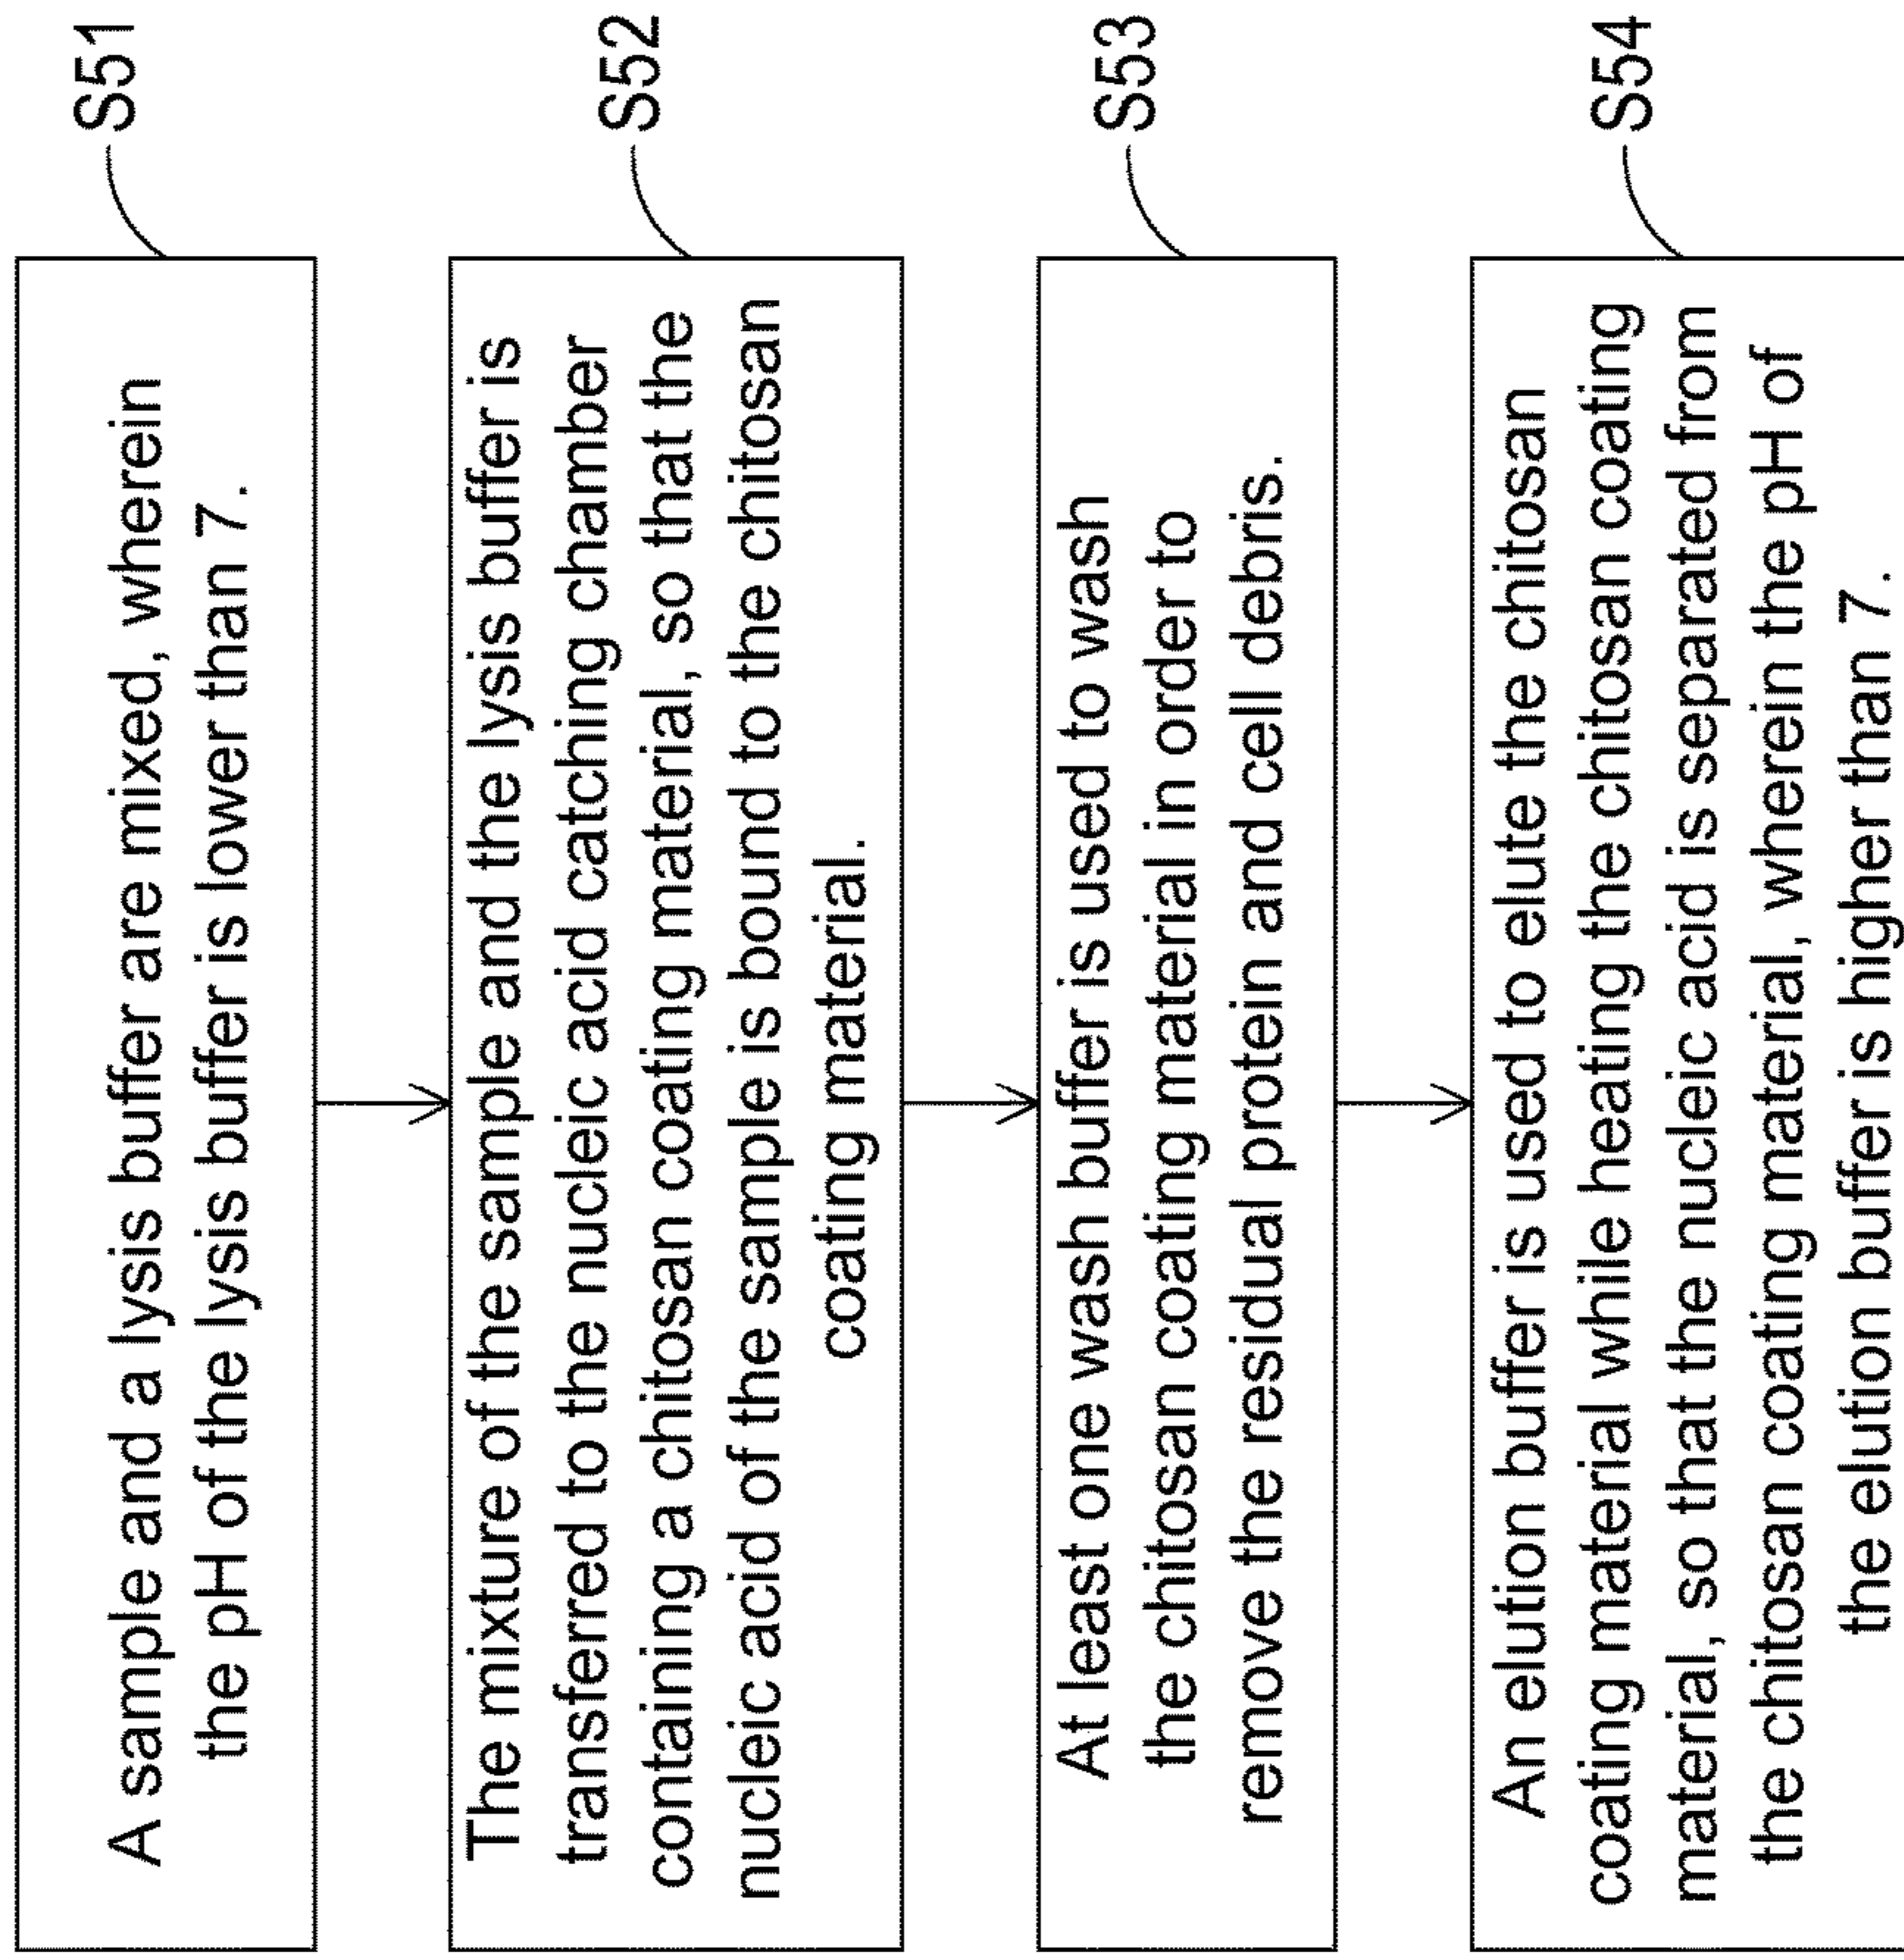 A sample and a lysis buffer are mixed, wherein
the pH of the lysis buffer is lower than 7.
S51
The mixture of the sample and the lysis buffer is
transferred to the nucleic acid catching chamber
containing a chitosan coating material, so that the
nucleic acid of the sample is bound to the chitosan
coating material.
S52
At least one wash buffer is used to wash
the chitosan coating material in order to
remove the residual protein and cell debris.
S53
An elution buffer is used to elute the chitosan
coating material while heating the chitosan coating
material, so that the nucleic acid is separated from
the chitosan coating material, wherein the pH of
the elution buffer is higher than 7.
S54